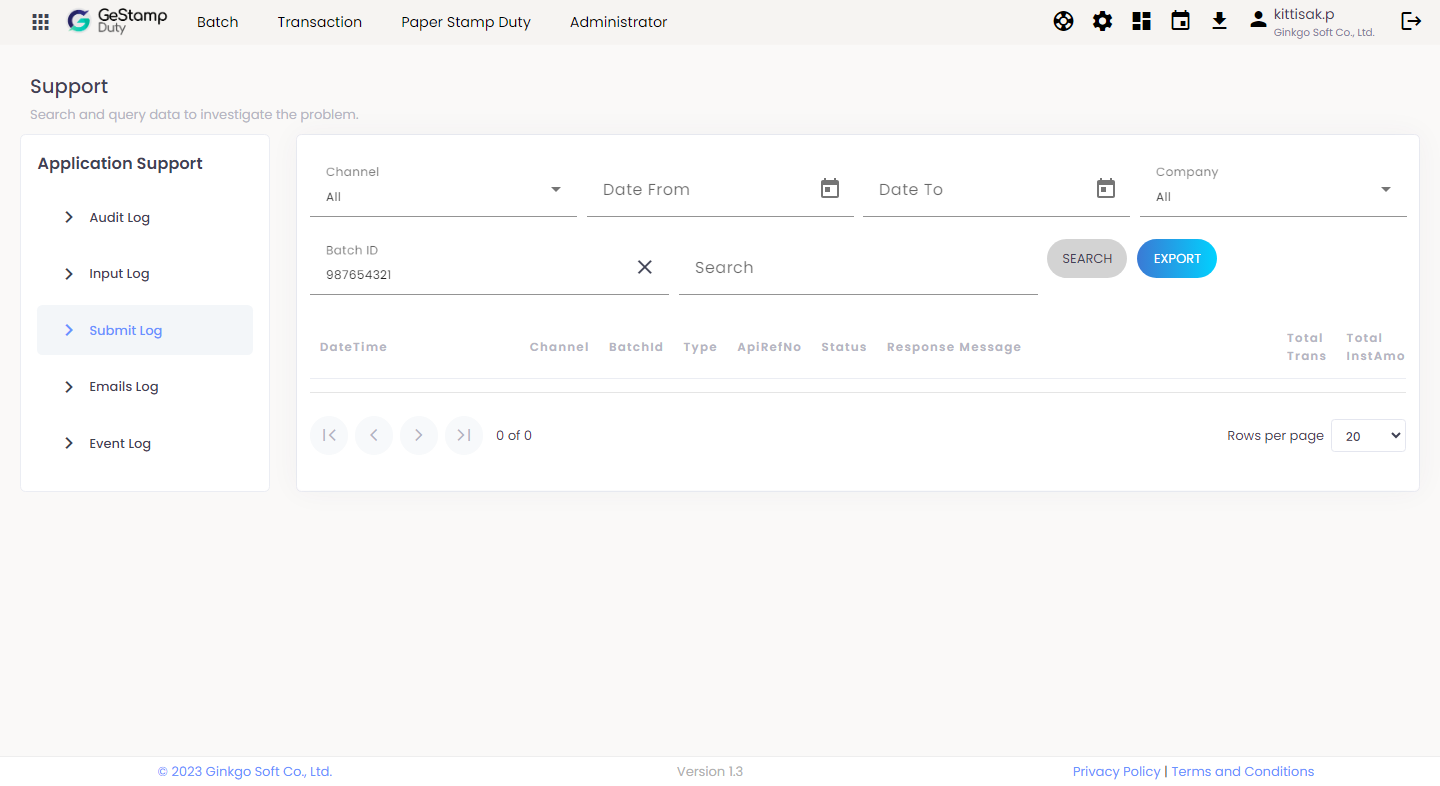 GeStamp
Duty
Batch
Transaction
Paper Stamp Duty
Administrator
kittisak.p
Ginkgo Soft Co., Ltd.
Support
Search and query data to investigate the problem.
Application Support
Audit Log
Input Log
Submit Log
Emails Log
Event Log
Channel
All
Date From
Date To
Company
All
Batch ID
987654321
Search
SEARCH
EXPORT
DateTime
Channel
BatchId
Type
ApiRefNo
Status
Response Message
Total
Trans
Total
InstAmo
0 of 0
Rows per page
20
© 2023 Ginkgo Soft Co., Ltd.
Version 1.3
Privacy Policy | Terms and Conditions